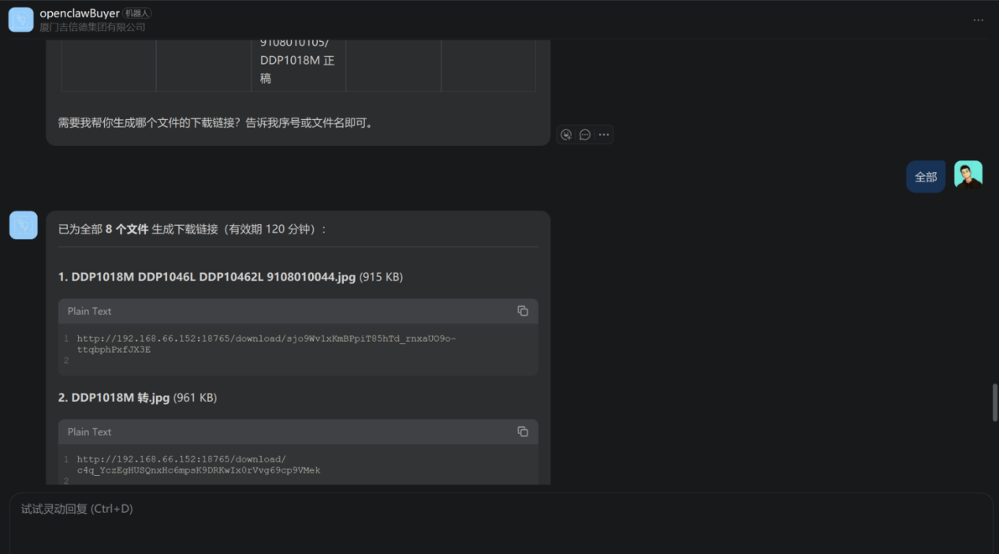 openclawBuyer 机器人
厦门吉信德集团有限公司
9108010105/
DDP1018M 正
稿
需要我帮你生成哪个文件的下载链接？告诉我序号或文件名即可。
全部
已为全部 8 个文件 生成下载链接（有效期 120 分钟）：
1. DDP1018M DDP1046L DDP10462L 9108010044.jpg (915 KB)
Plain Text
1 http://192.168.66.152:18765/download/sjo9Wv1xKmBPpiT85hTd_rnxaUO9o-
ttqbphPxfJX3E
2
2. DDP1018M 转.jpg (961 KB)
Plain Text
1 http://192.168.66.152:18765/download/
c4q_YczEgHUSQnxHc6mpsK9DRKwIx0rVvg69cp9VMek
2
试试灵动回复 (Ctrl+D)